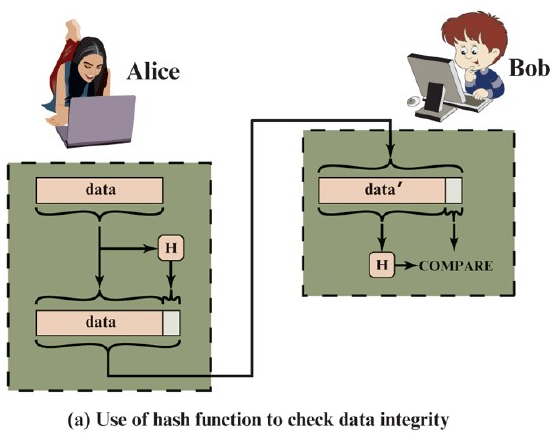 Alice
Bob
data
H
data
data′
H
COMPARE
(a) Use of hash function to check data integrity